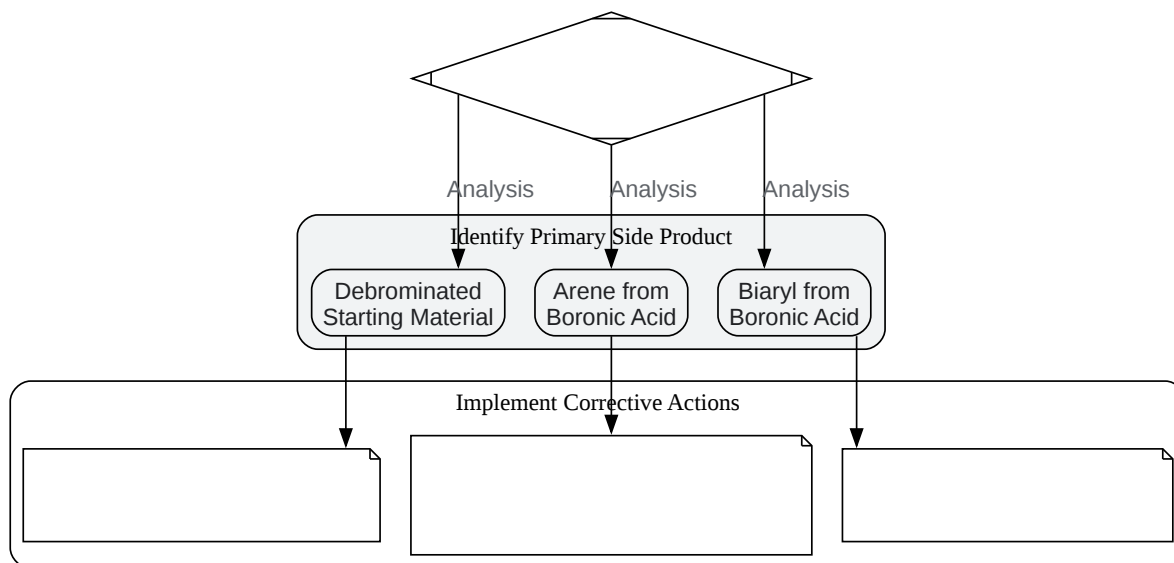 Analysis
Analysis
Analysis
Identify Primary Side Product
Debrominated
Starting Material
Arene from
Boronic Acid
Biaryl from
Boronic Acid
Implement Corrective Actions